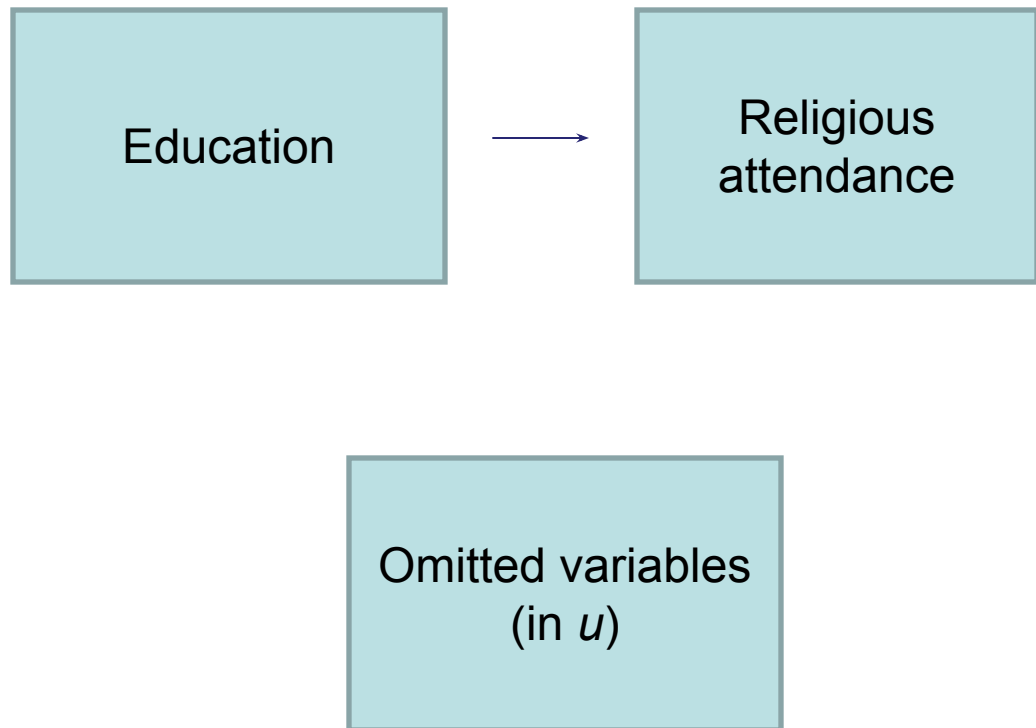 Education
Religious
attendance
Omitted variables
(in u)